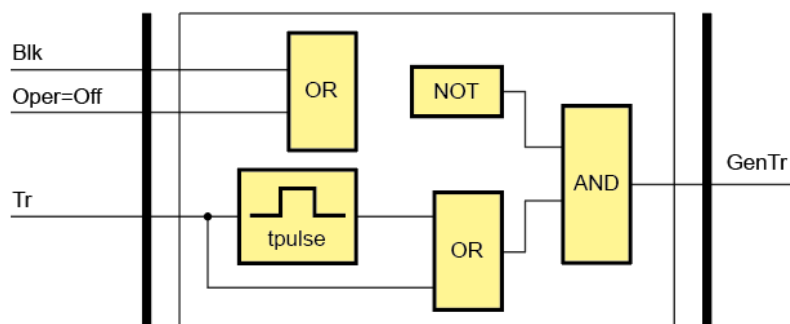 Blk
OR
NOT
Oper=Off
AND
GenTr
Tr
tpulse
OR